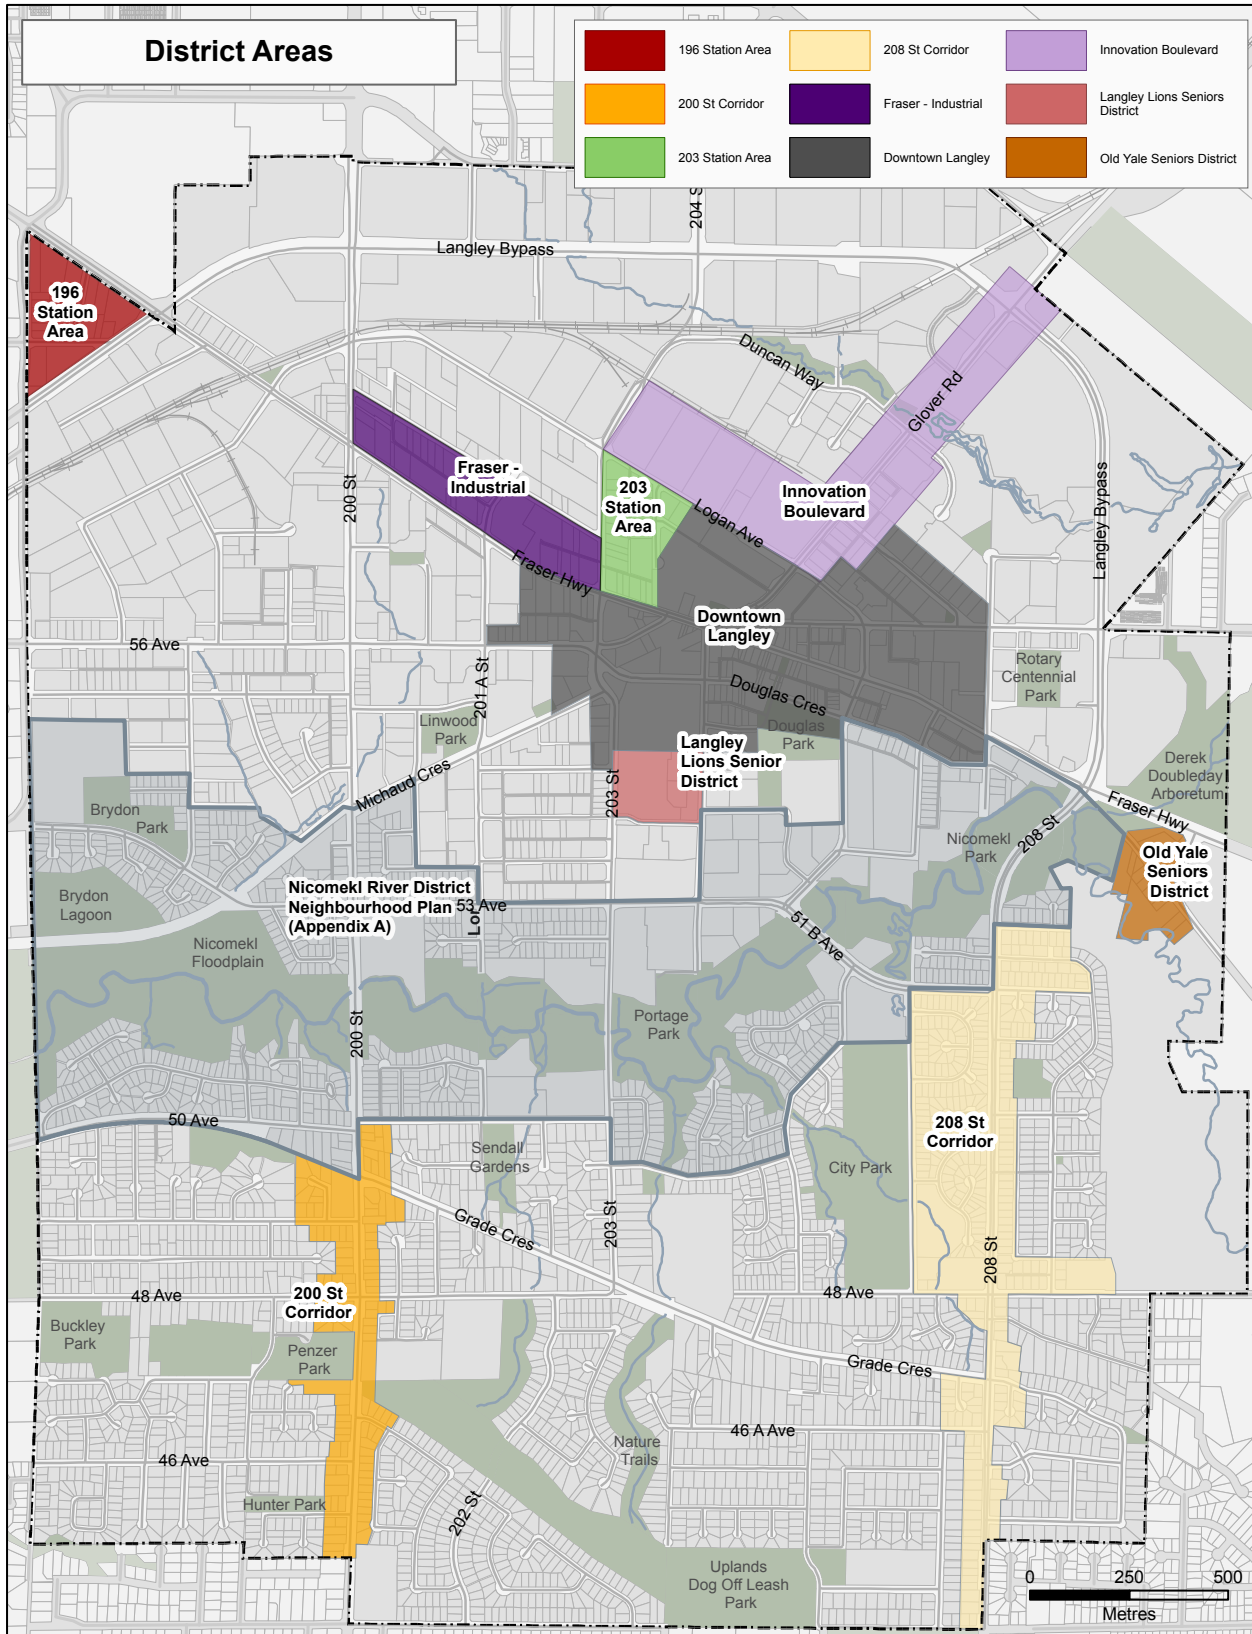 District Areas
196 Station Area
208 St Corridor
Innovation Boulevard
200 St Corridor
Fraser - Industrial
Langley Lions Seniors
District
203 Station Area
Downtown Langley
Old Yale Seniors District
204 S
Langley Bypass
196
Station
Area
Duncan Way
Glover Rd
Fraser -
Industrial
200 St
203
Station
Area
Innovation
Boulevard
Logan Ave
Langley Bypass
Fraser Hwy
Downtown
Langley
56 Ave
201 A St
Rotary
Centennial
Park
Douglas Cres
Linwood
Park
Douglas
Park
Langley
Lions Senior
District
Michaud Cres
203 St
Derek
Doubleday
Arboretum
Fraser Hwy
Brydon
Park
Nicomekl
Park
208 St
Old Yale
Seniors
District
Brydon
Lagoon
Nicomekl River District
Neighbourhood Plan
(Appendix A)
53 Ave
Lor
51 B Ave
Nicomekl
Floodplain
Portage
Park
200 St
50 Ave
208 St
Corridor
Sendall
Gardens
City Park
Grade Cres
203 St
208 St
48 Ave
200 St
Corridor
48 Ave
Buckley
Park
Penzer
Park
Grade Cres
46 A Ave
Nature
Trails
46 Ave
Hunter Park
202 St
Uplands
Dog Off Leash
Park
0 250 500
Metres